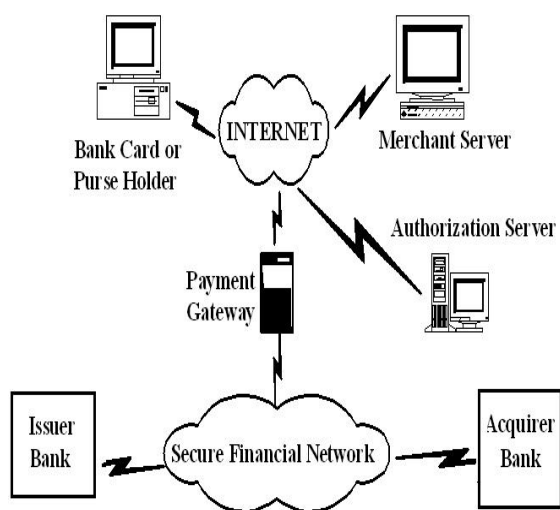 INTERNET
Bank Card or
Purse Holder
Merchant Server
Authorization Server
Payment
Gateway
Issuer
Bank
Secure Financial Network
Acquirer
Bank